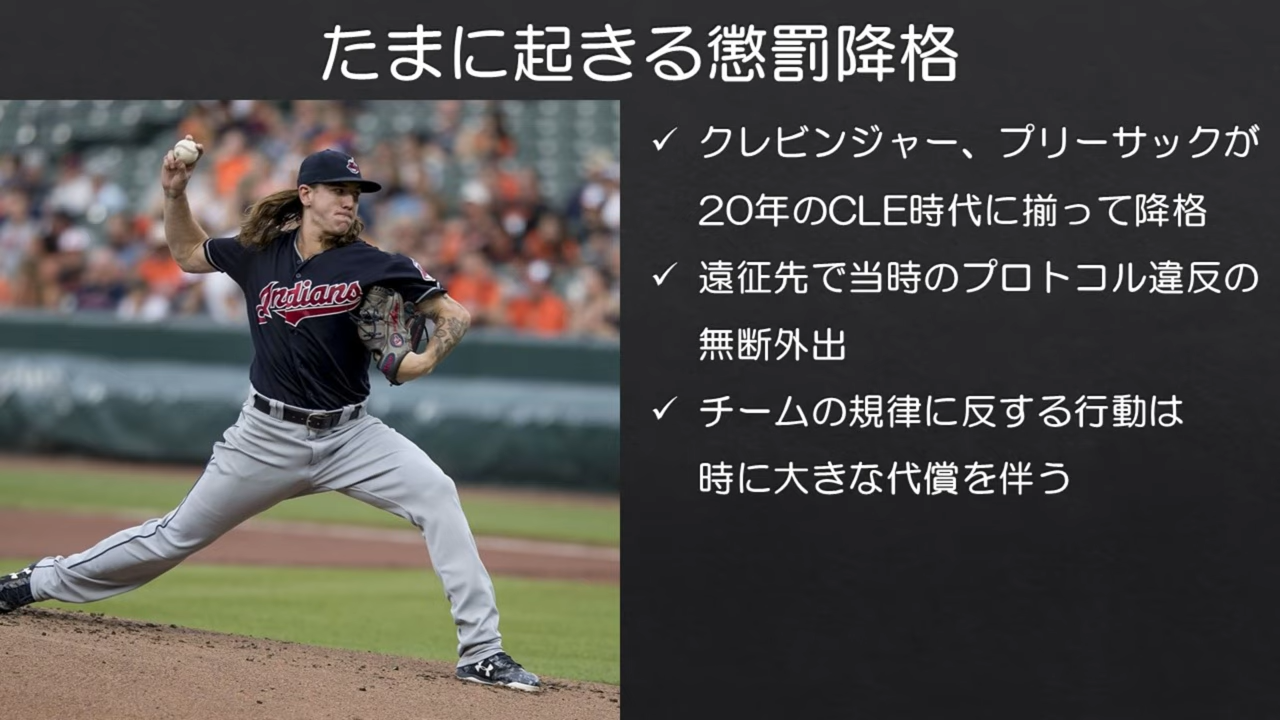 たまに起きる懲罰降格
クレビンジャー、プリーサックが
20年のCLE時代に揃って降格
遠征先で当時のプロトコル違反の
無断外出
チームの規律に反する行動は
時に大きな代償を伴う
Indians